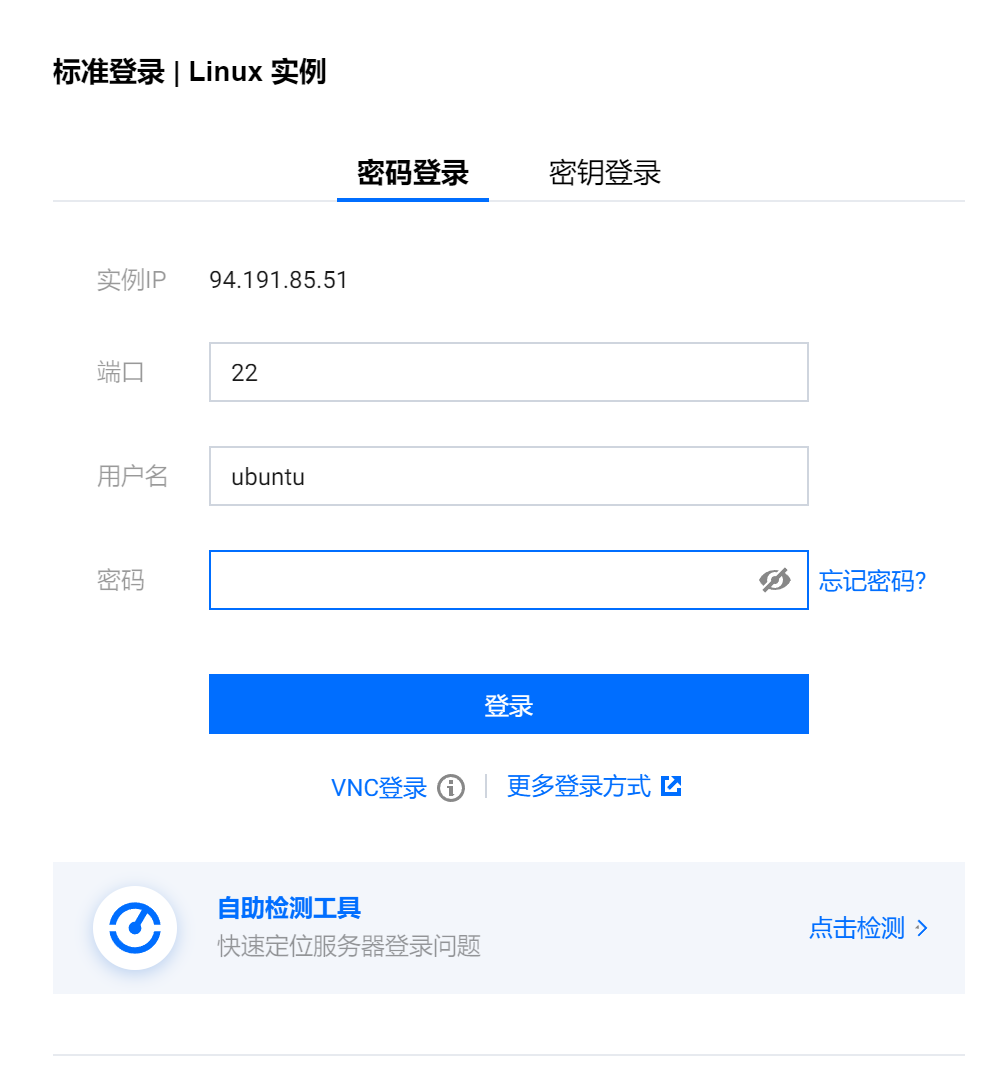 标准登录 | Linux 实例
密码登录 密钥登录
实例IP 94.191.85.51
端口 22
用户名 ubuntu
密码 忘记密码?
登录
VNC登录 更多登录方式
自助检测工具
快速定位服务器登录问题
点击检测